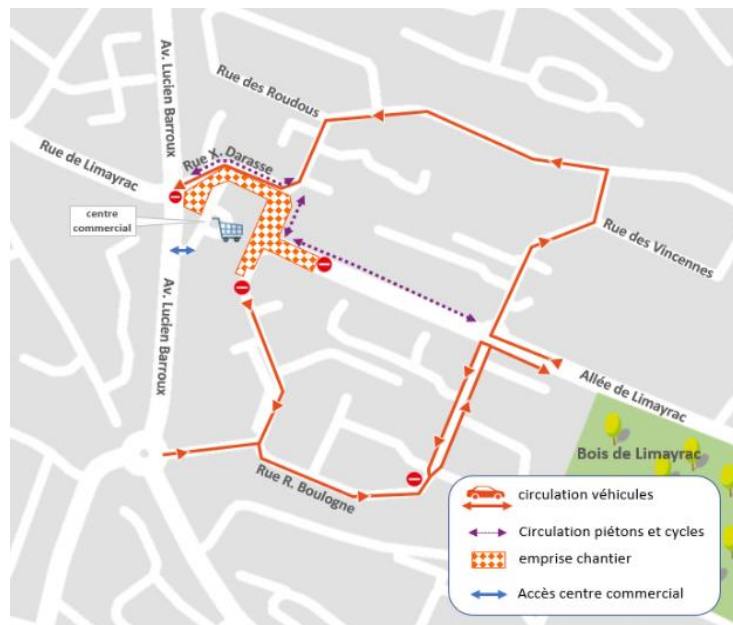 Av. Lucien Barroux
Rue des Roudous
Rue de Limayrac
Rue X. Darasse
centre
commercial
Rue des Vincennes
Av. Lucien Barroux
Allée de Limayrac
Bois de Limayrac
Rue R. Boulogne
circulation véhicules
Circulation piétons et cycles
emprise chantier
Accès centre commercial